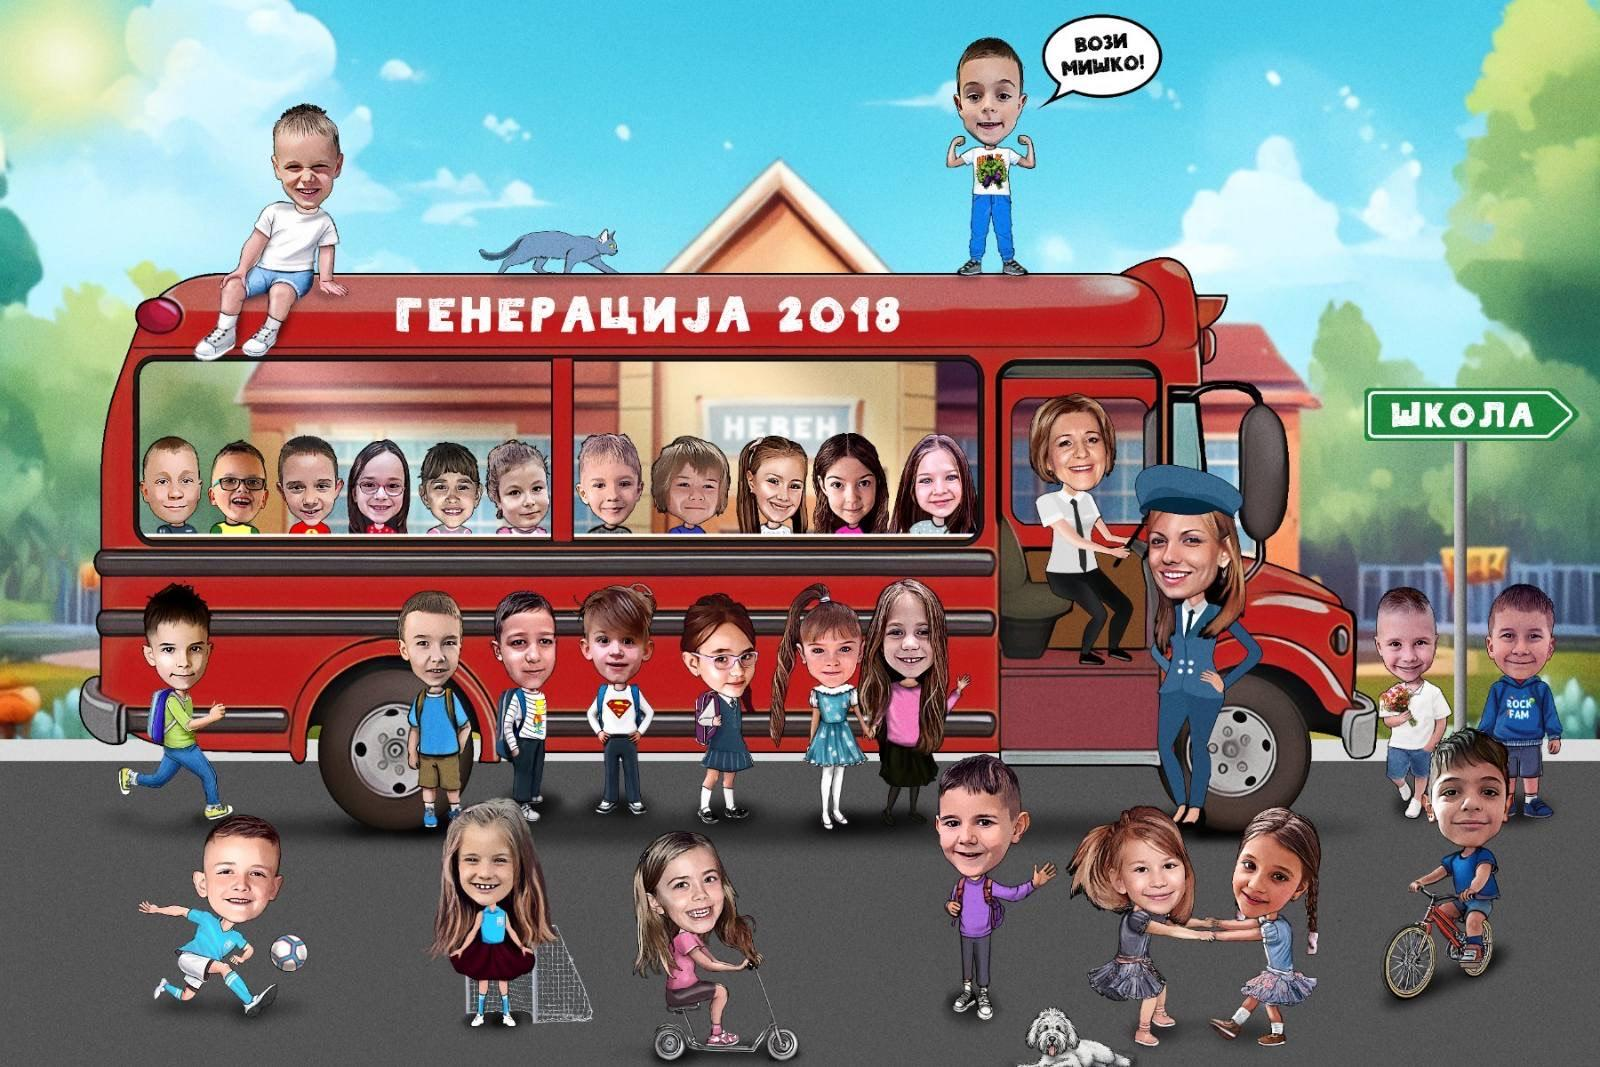 ВОЗИ
МИШКО!
ГЕНЕРАЦИЈА 2018
НЕВЕН
ШКОЛА
ROCK
FAM